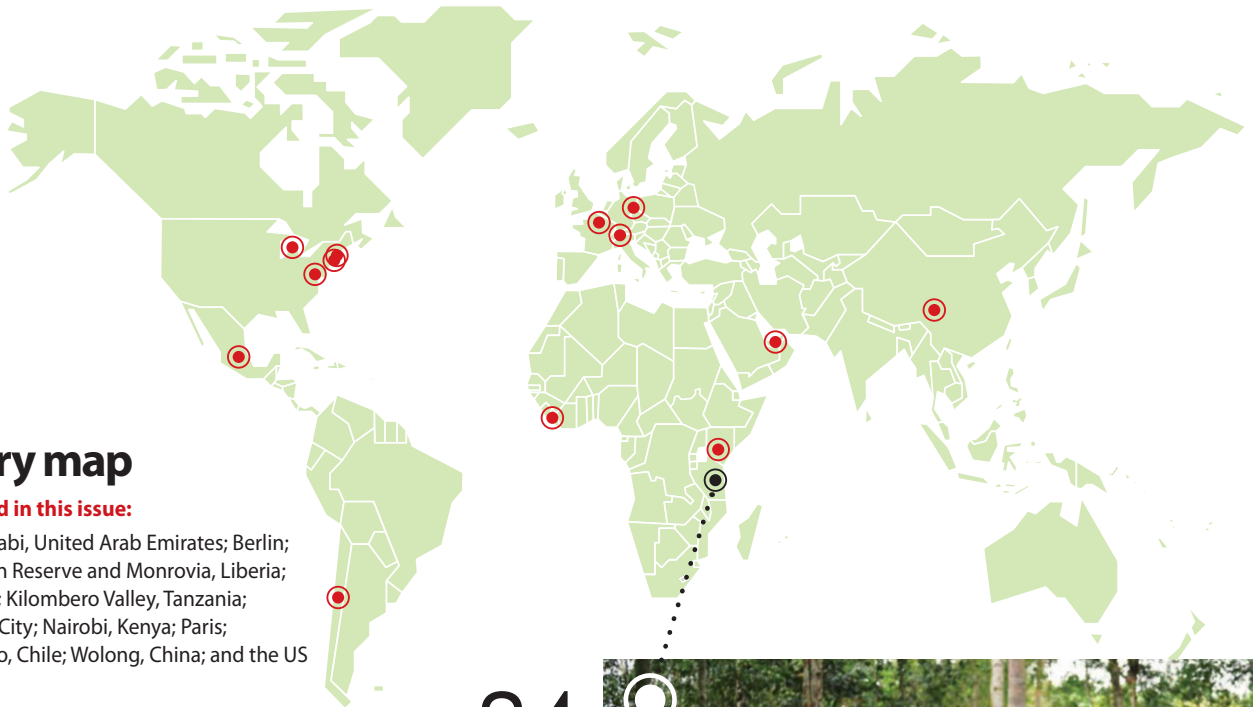 ry map
d in this issue:
abi, United Arab Emirates; Berlin;
n Reserve and Monrovia, Liberia;
; Kilombero Valley, Tanzania;
City; Nairobi, Kenya; Paris;
o, Chile; Wolong, China; and the US